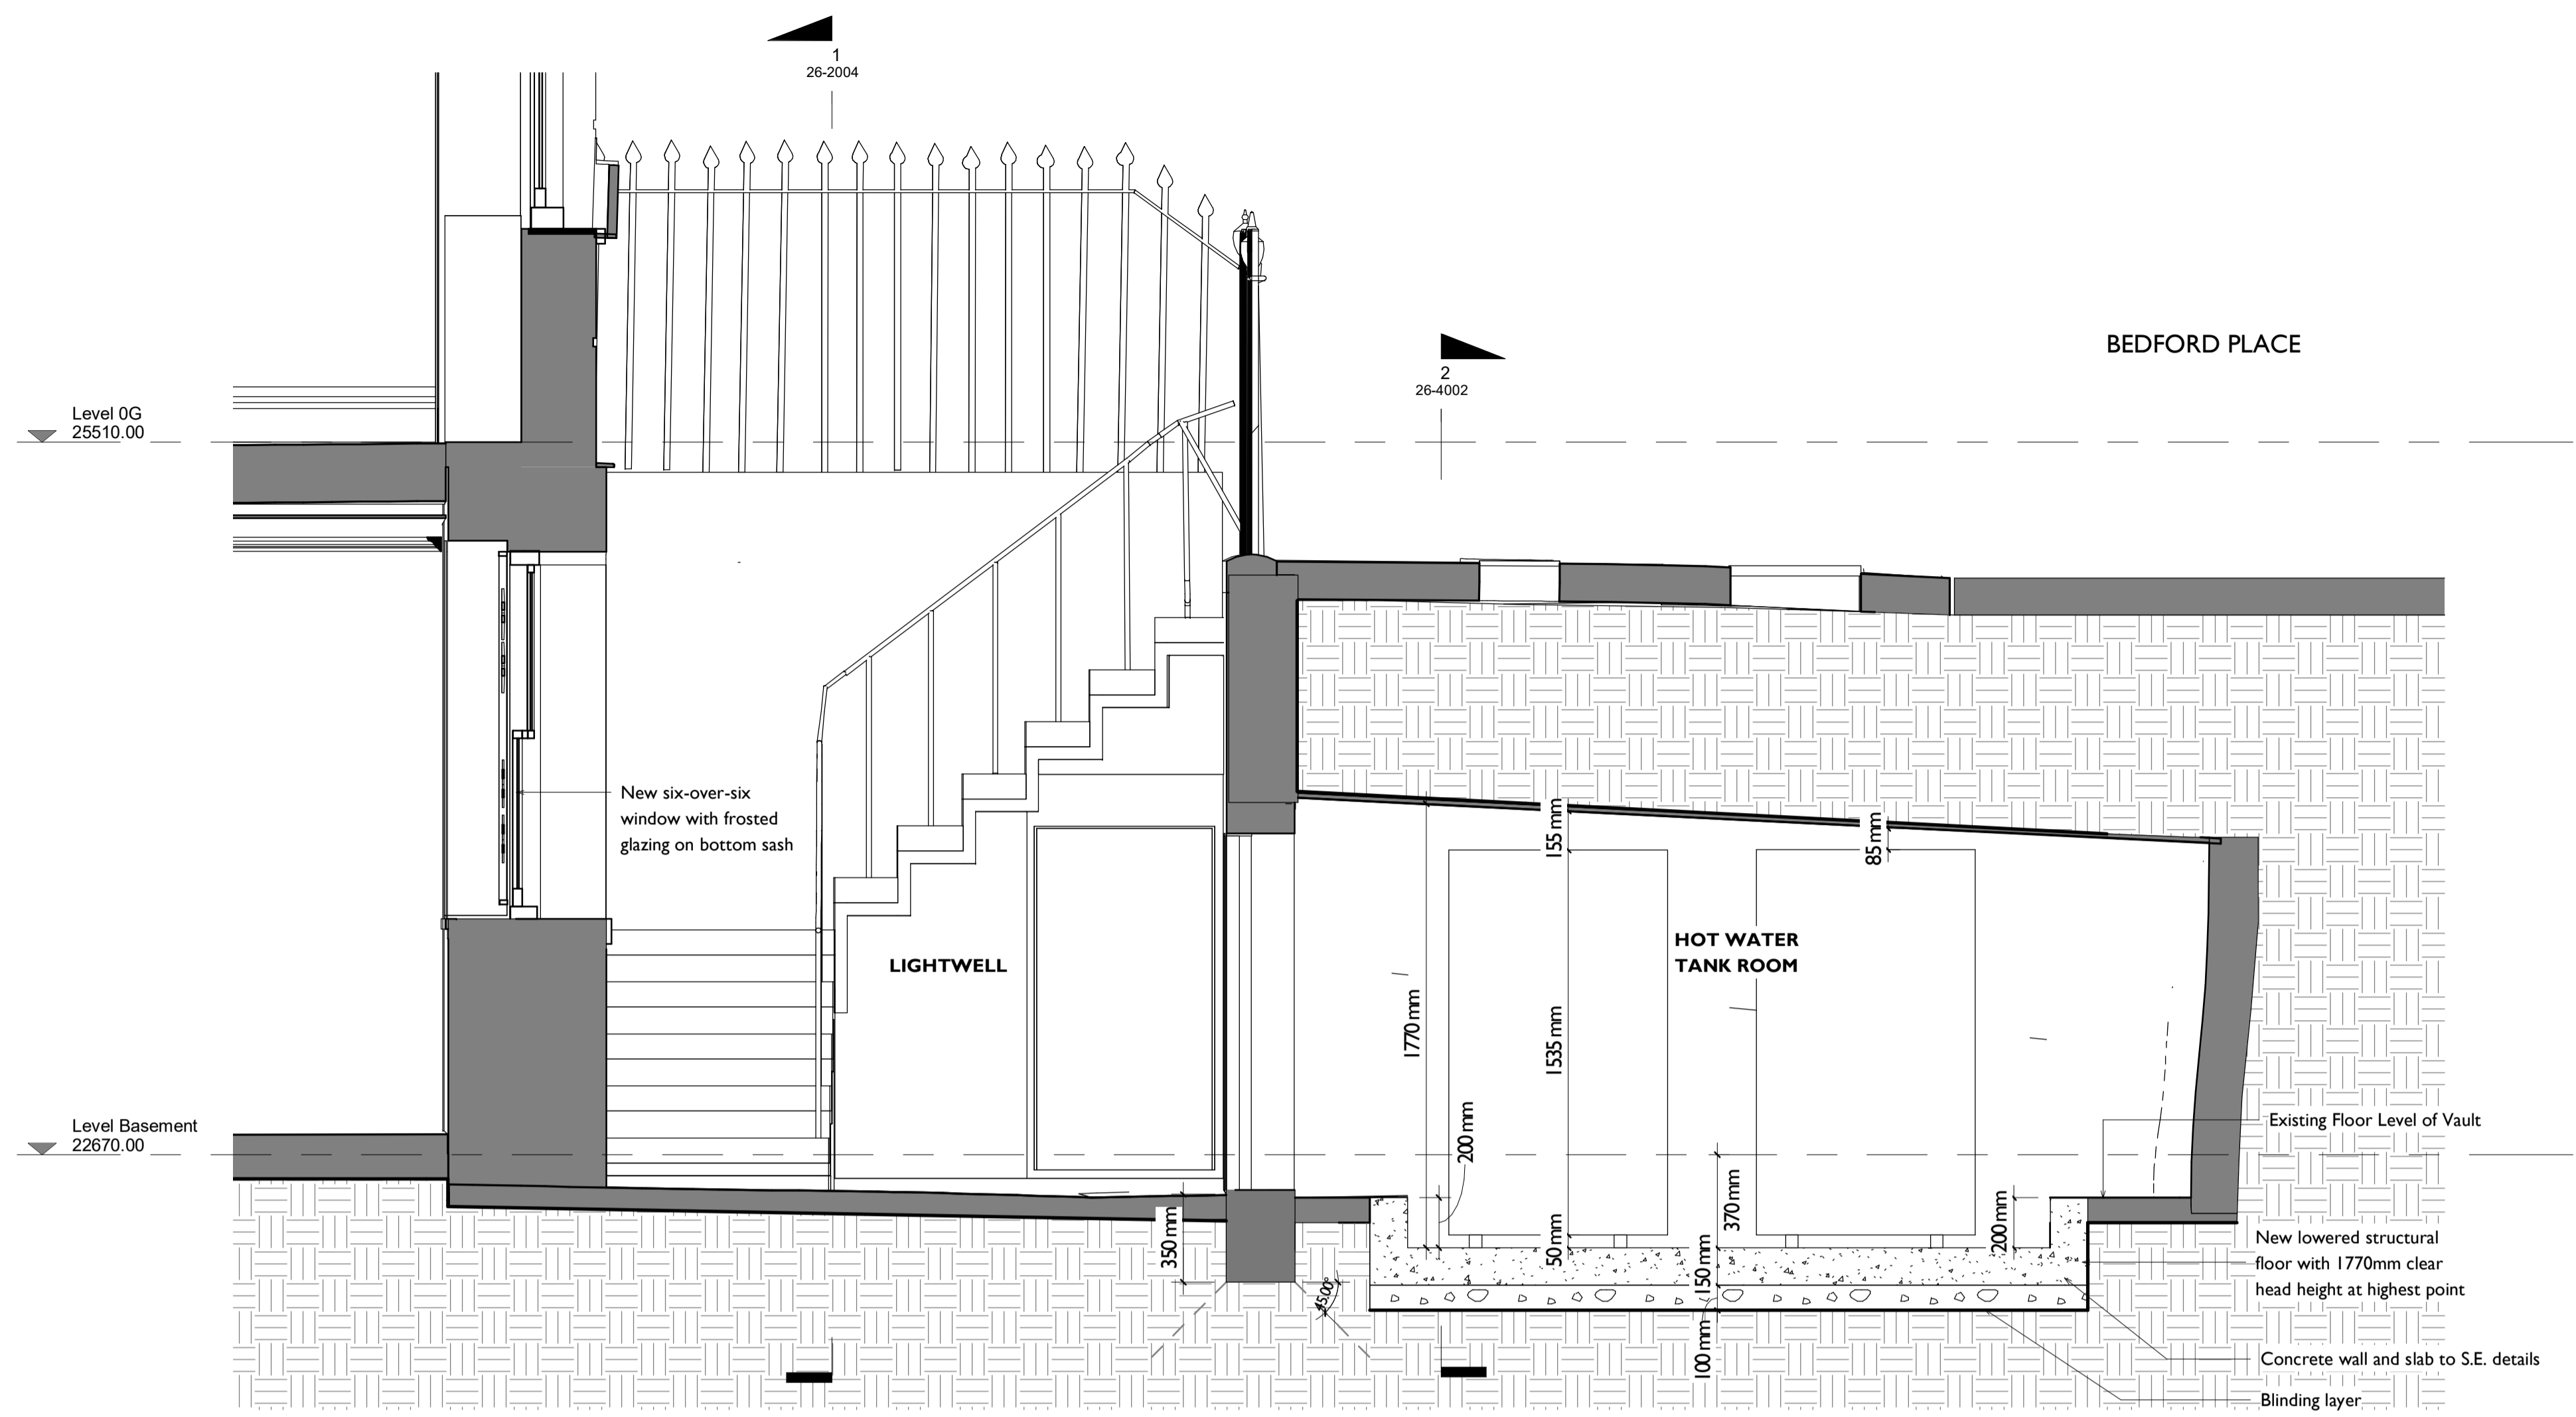 1
26-2004
BEDFORD PLACE
2
26-4002
Level 0G
25510.00
New six-over-six
window with frosted
glazing on bottom sash
155 mm
85 mm
HOT WATER
TANK ROOM
LIGHTWELL
1770 mm
1535 mm
200 mm
Level Basement
22670.00
Existing Floor Level of Vault
370 mm
350 mm
50 mm
200 mm
150 mm
45.00°
100 mm
New lowered structural
floor with 1770mm clear
head height at highest point
Concrete wall and slab to S.E. details
Blinding layer